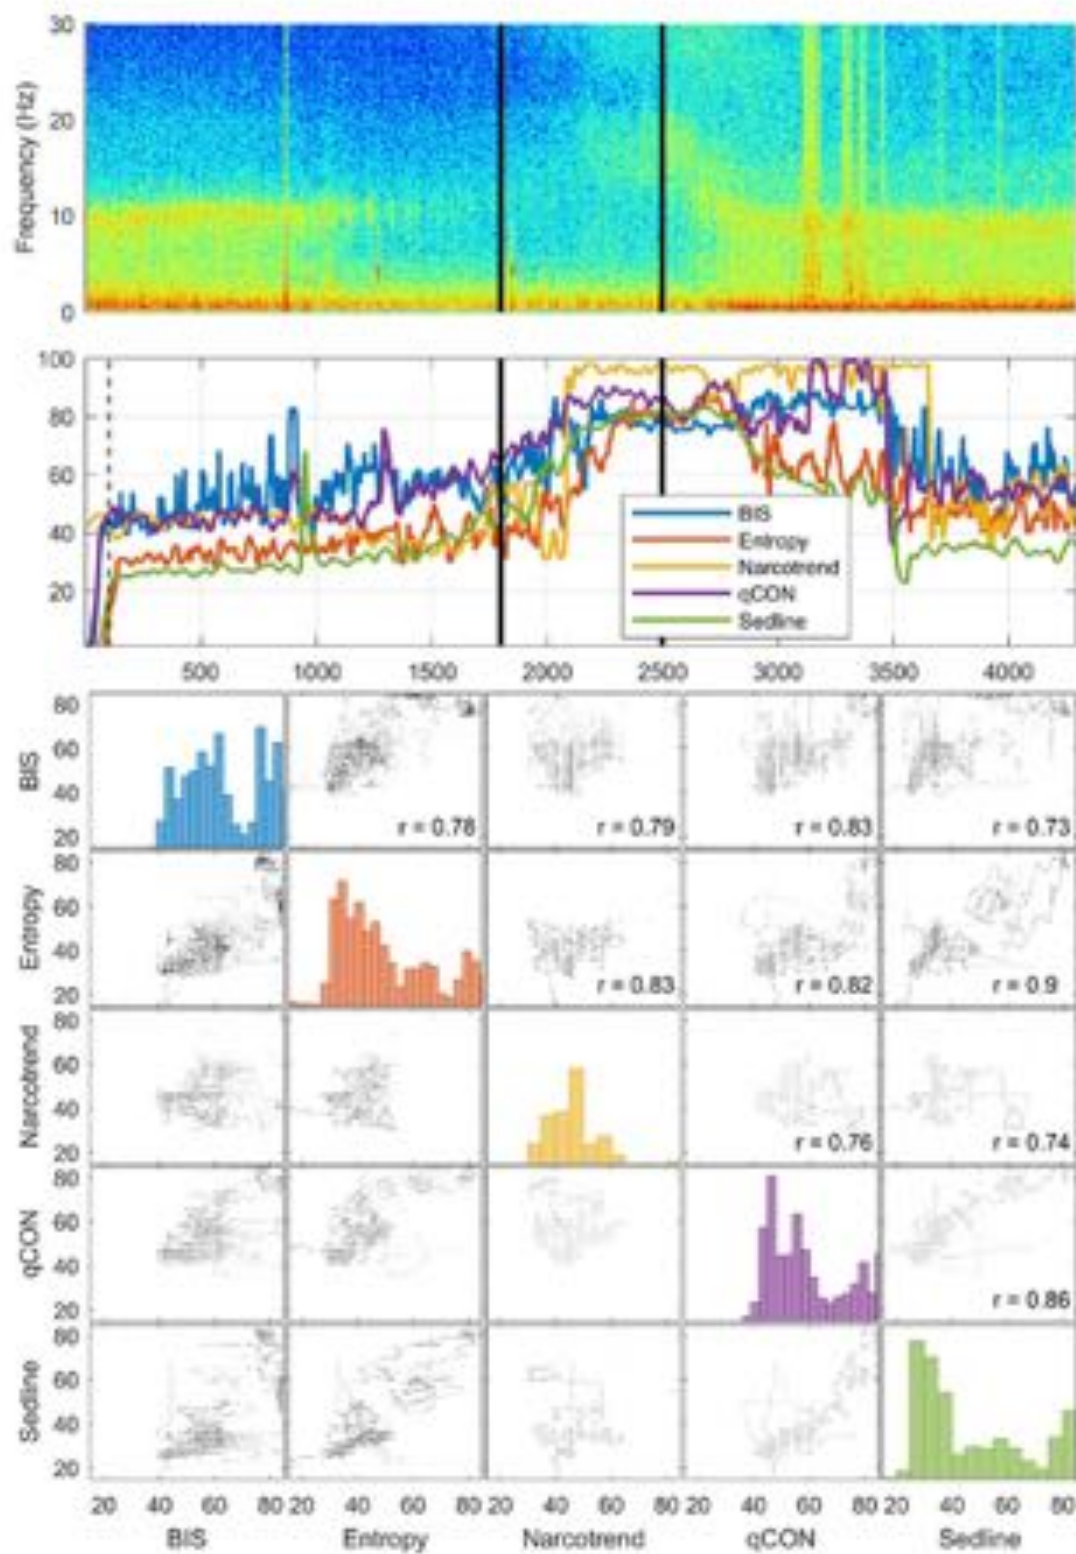 30
20
10
0
Frequency (Hz)
100
80
60
40
20
BIS
Entropy
Narcotrend
qCON
Sedline
500 1000 1500 2000 2500 3000 3500 4000
80
60
40
20
BIS
r = 0.78
r = 0.79
r = 0.83
r = 0.73
80
60
40
20
Entropy
r = 0.83
r = 0.82
r = 0.9
80
60
40
20
Narcotrend
r = 0.76
r = 0.74
80
60
40
20
qCON
r = 0.86
80
60
40
20
Sedline
20 40 60 80 20 40 60 80 20 40 60 80 20 40 60 80 20 40 60 80
BIS Entropy Narcotrend qCON Sedline